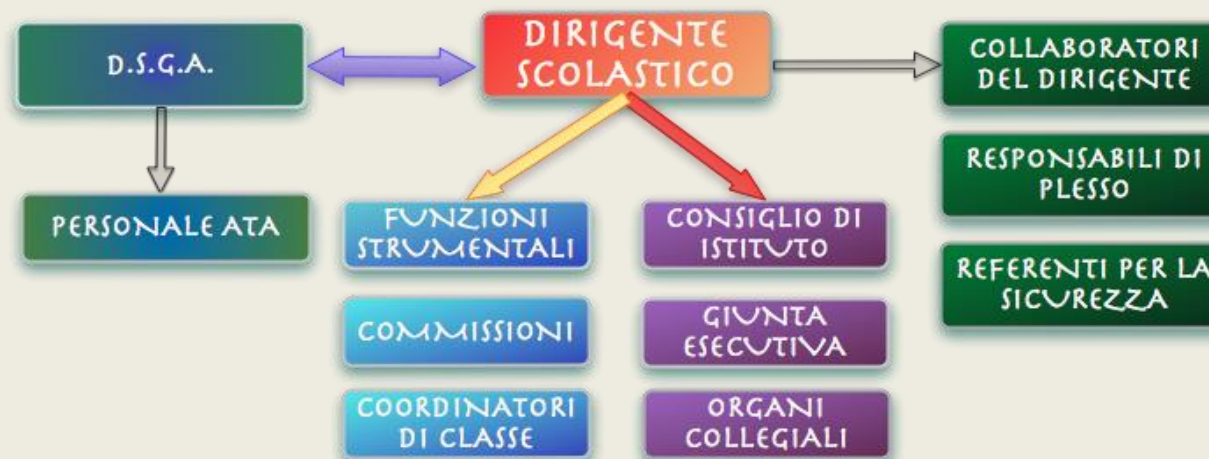 D.S.G.A.
DIRIGENTE
SCOLASTICO
COLLABORATORI
DEL DIRIGENTE
RESPONSABILI DI
PLESSO
REFERENTI PER LA
SICUREZZA
PERSONALE ATA
FUNZIONI
STRUMENTALI
COMMISSIONI
COORDINATORI
DI CLASSE
CONSIGLIO DI
ISTITUTO
GIUNTA
ESECUTIVA
ORGANI
COLLEGIALI